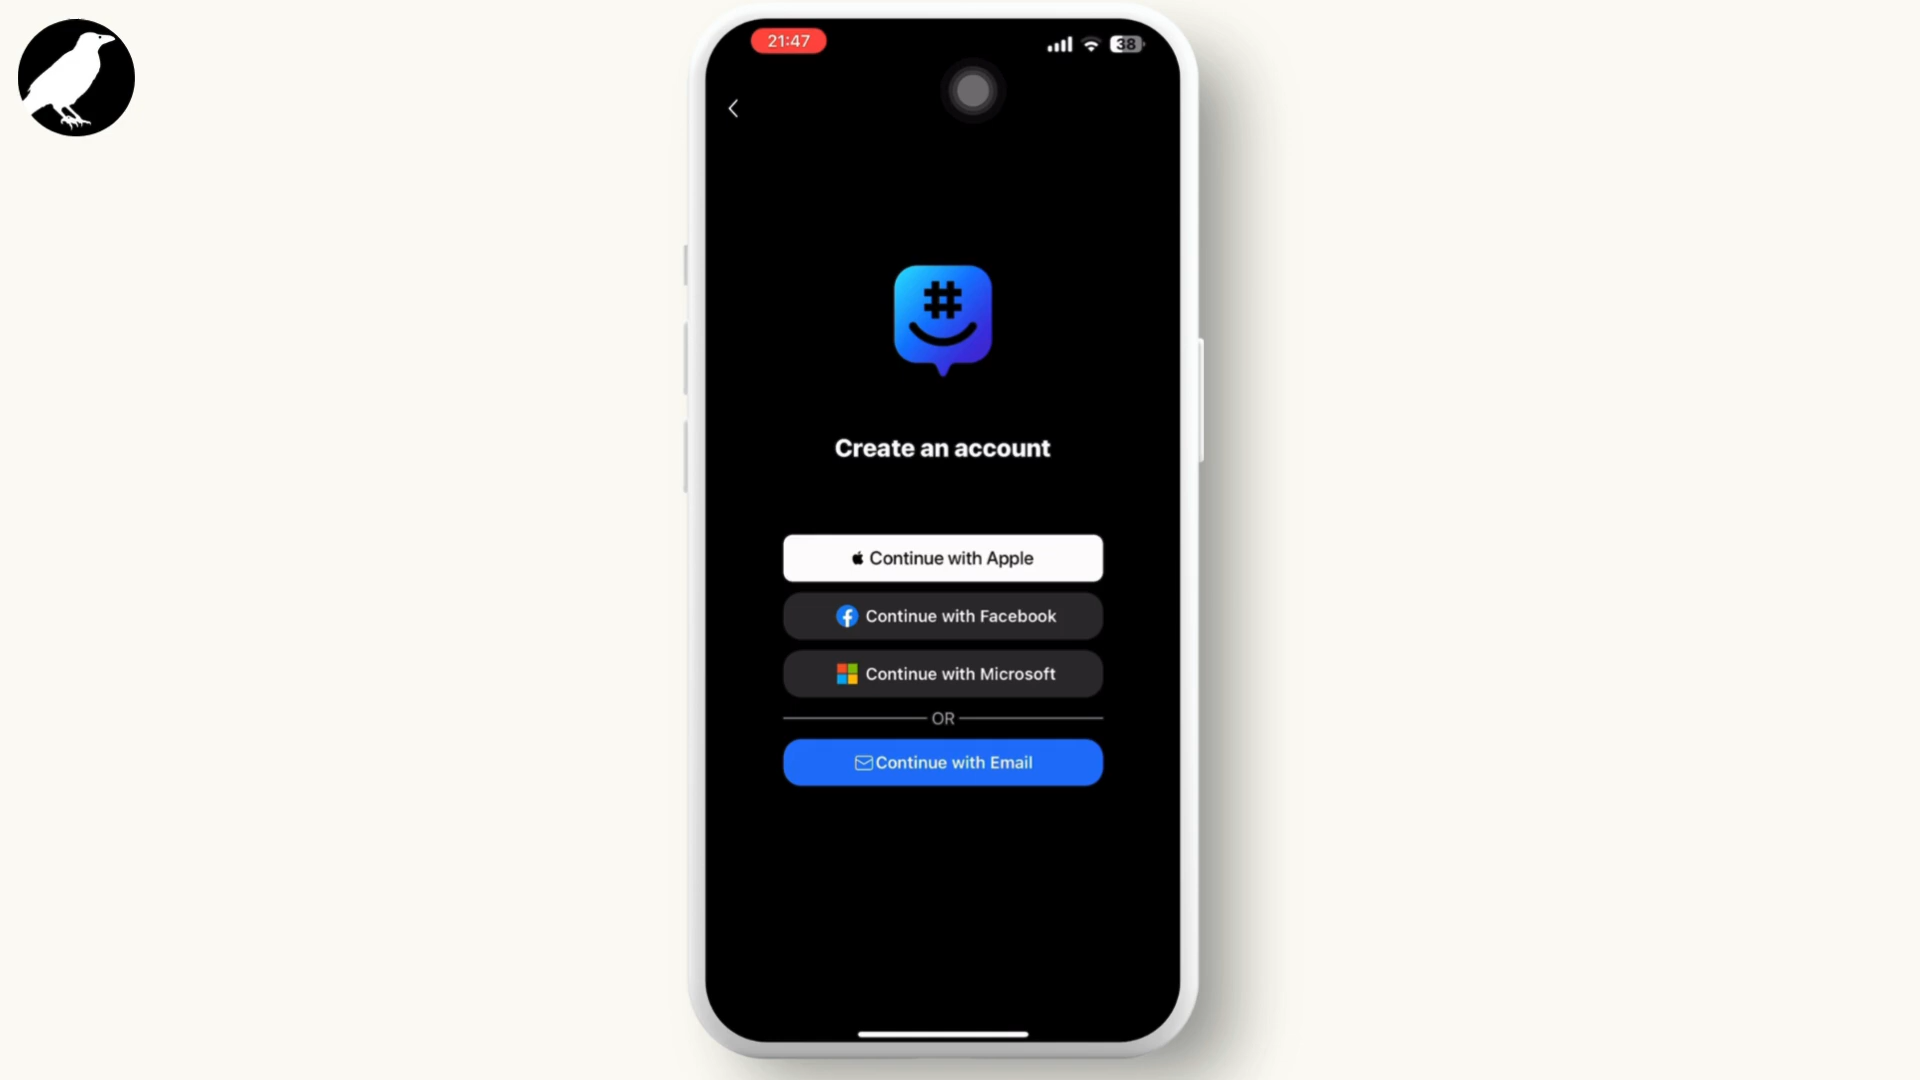 21:47
38
#
Create an account
Continue with Apple
Continue with Facebook
Continue with Microsoft
OR
Continue with Email